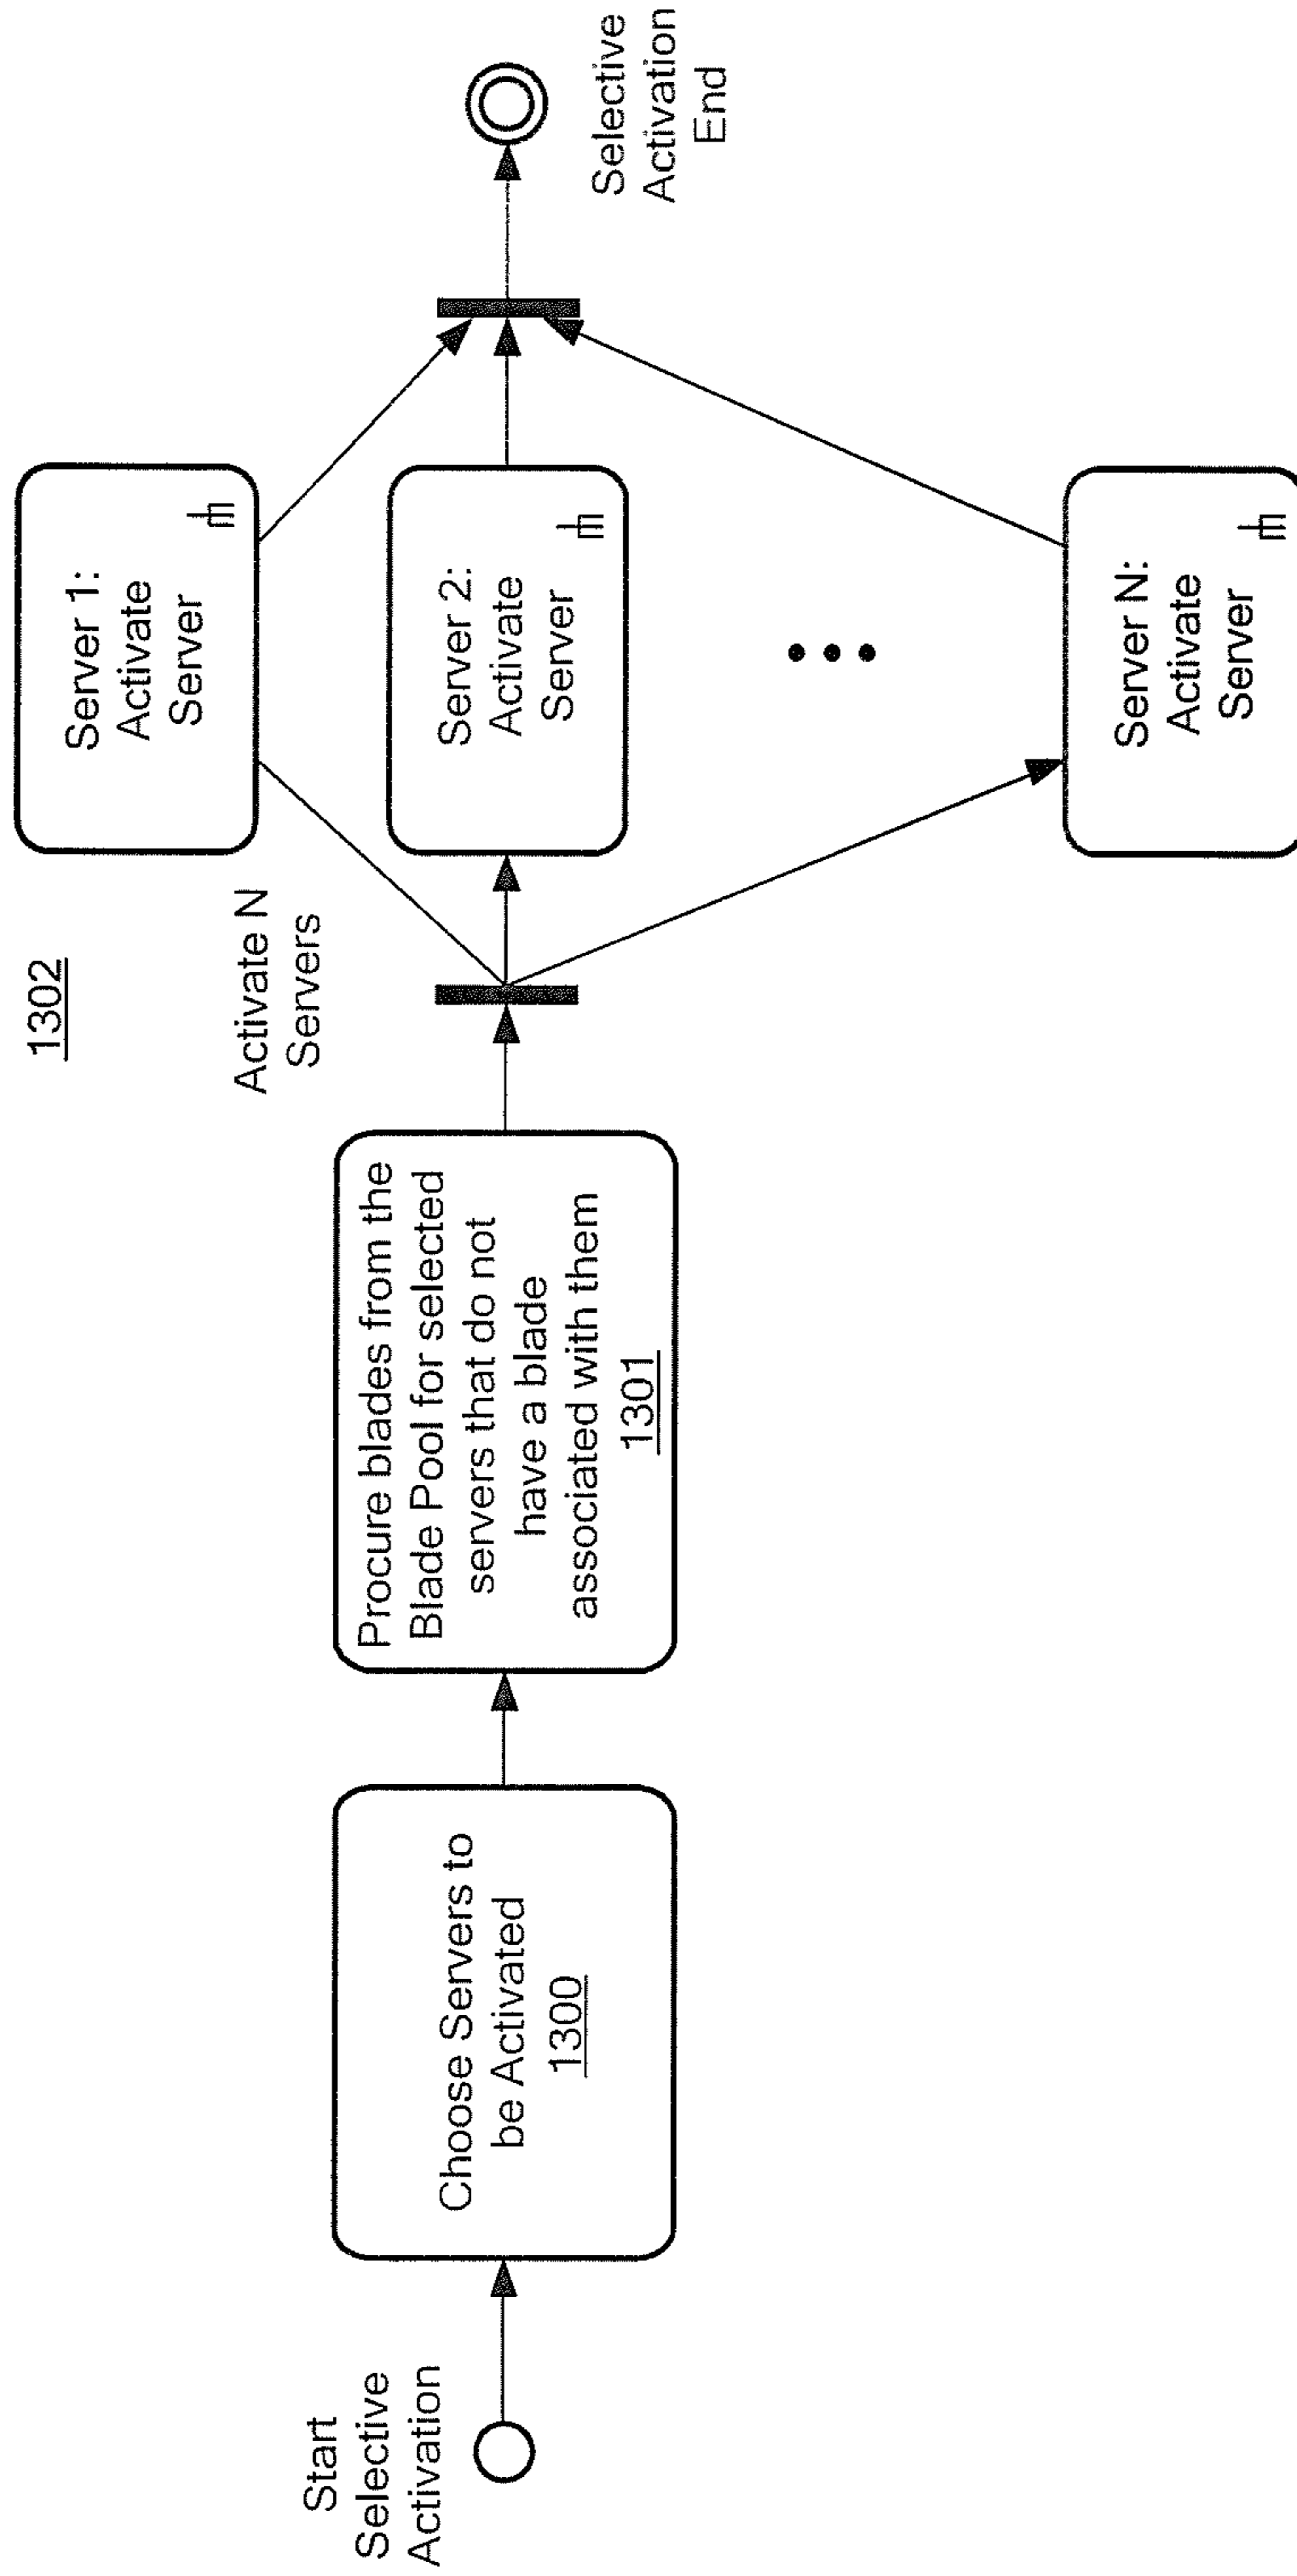 Start
Selective
Activation
Choose Servers to
be Activated
1300
Procure blades from the
Blade Pool for selected
servers that do not
have a blade
associated with them
1301
1302
Activate N
Servers
Server 1:
Activate
Server
Server 2:
Activate
Server
Server N:
Activate
Server
Selective
Activation
End